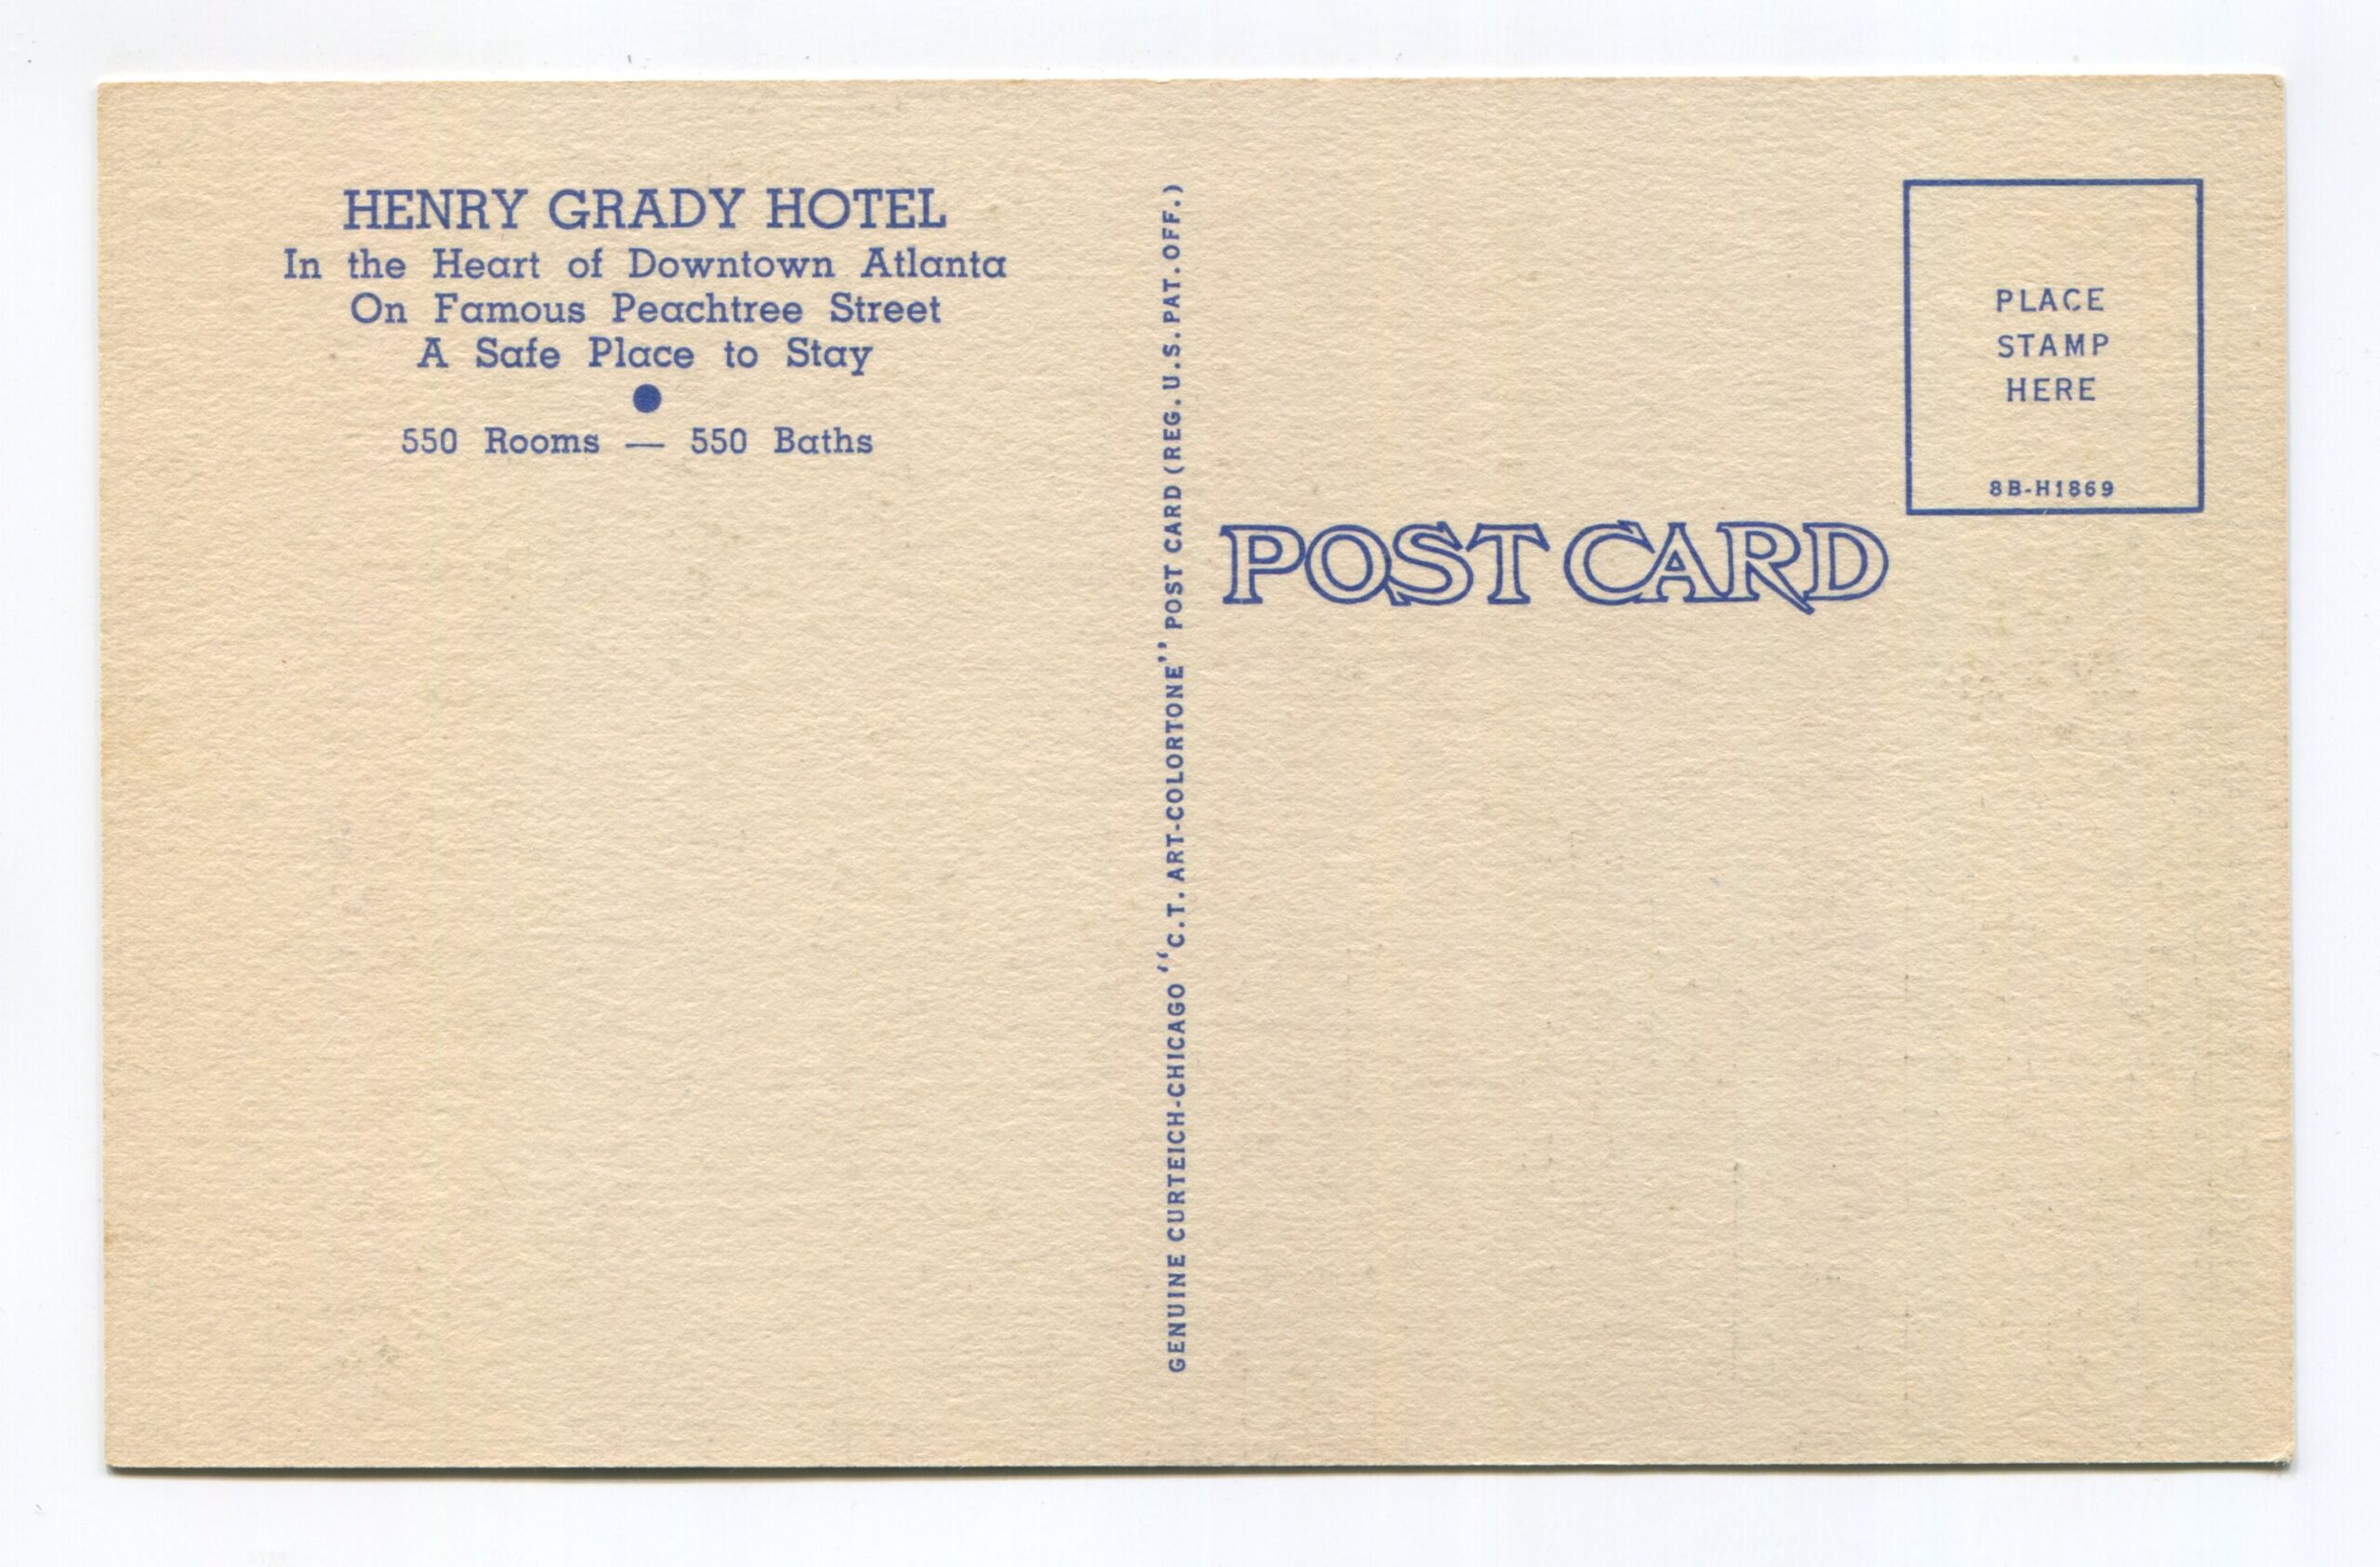 HENRY GRADY HOTEL
In the Heart of Downtown Atlanta
On Famous Peachtree Street
A Safe Place to Stay
550 Rooms — 550 Baths
GENUINE CURTEICH-CHICAGO "C.T. ART-COLORTONE" POST CARD (REG. U.S. PAT. OFF.)
POST CARD
PLACE
STAMP
HERE
8B-H1869